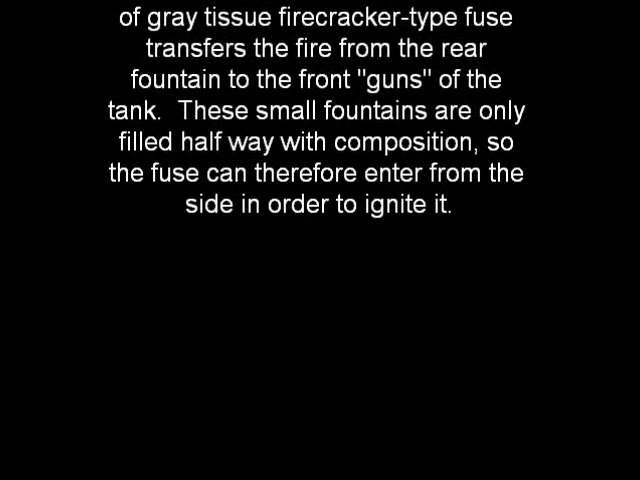 of gray tissue firecracker-type fuse
transfers the fire from the rear
fountain to the front "guns" of the
tank.  These small fountains are only
filled half way with composition, so
the fuse can therefore enter from the
side in order to ignite it.